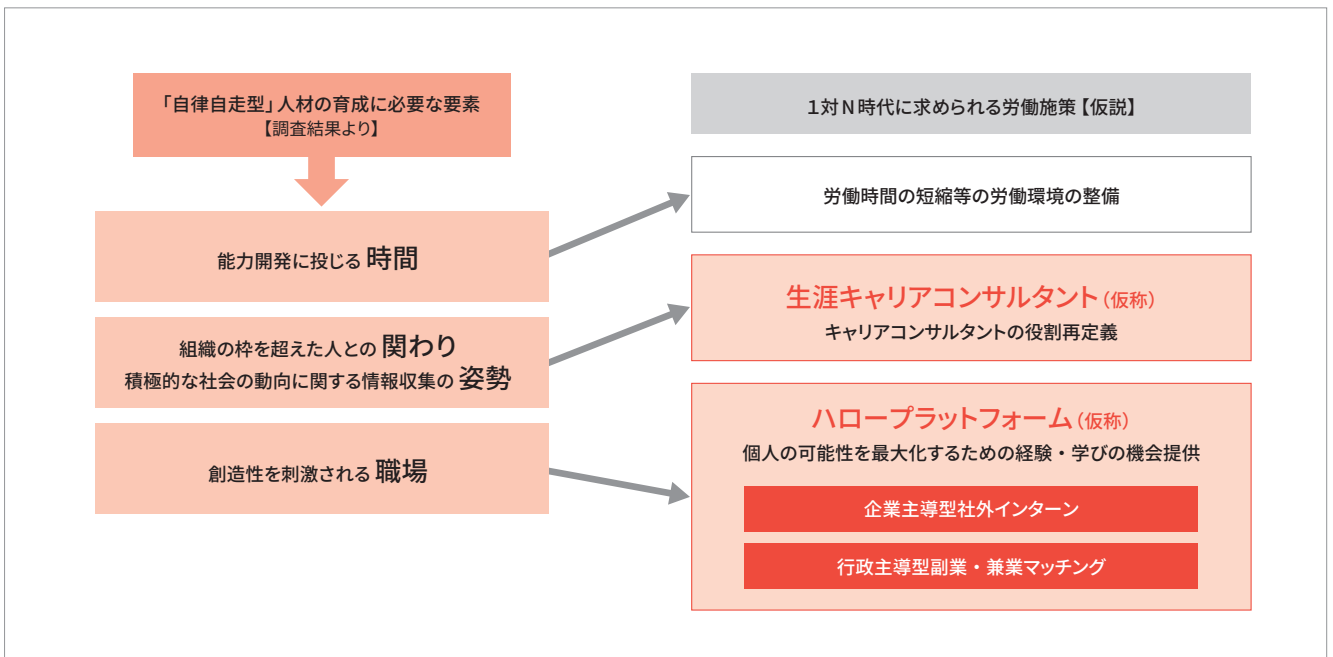 「自律自走型」人材の育成に必要な要素
【調査結果より】
能力開発に投じる 時間
組織の枠を超えた人との 関わり
積極的な社会の動向に関する情報収集の 姿勢
創造性を刺激される 職場
1対N時代に求められる労働施策【仮説】
労働時間の短縮等の労働環境の整備
生涯キャリアコンサルタント(仮称)
キャリアコンサルタントの役割再定義
ハロープラットフォーム(仮称)
個人の可能性を最大化するための経験・学びの機会提供
企業主導型社外インターン
行政主導型副業・兼業マッチング